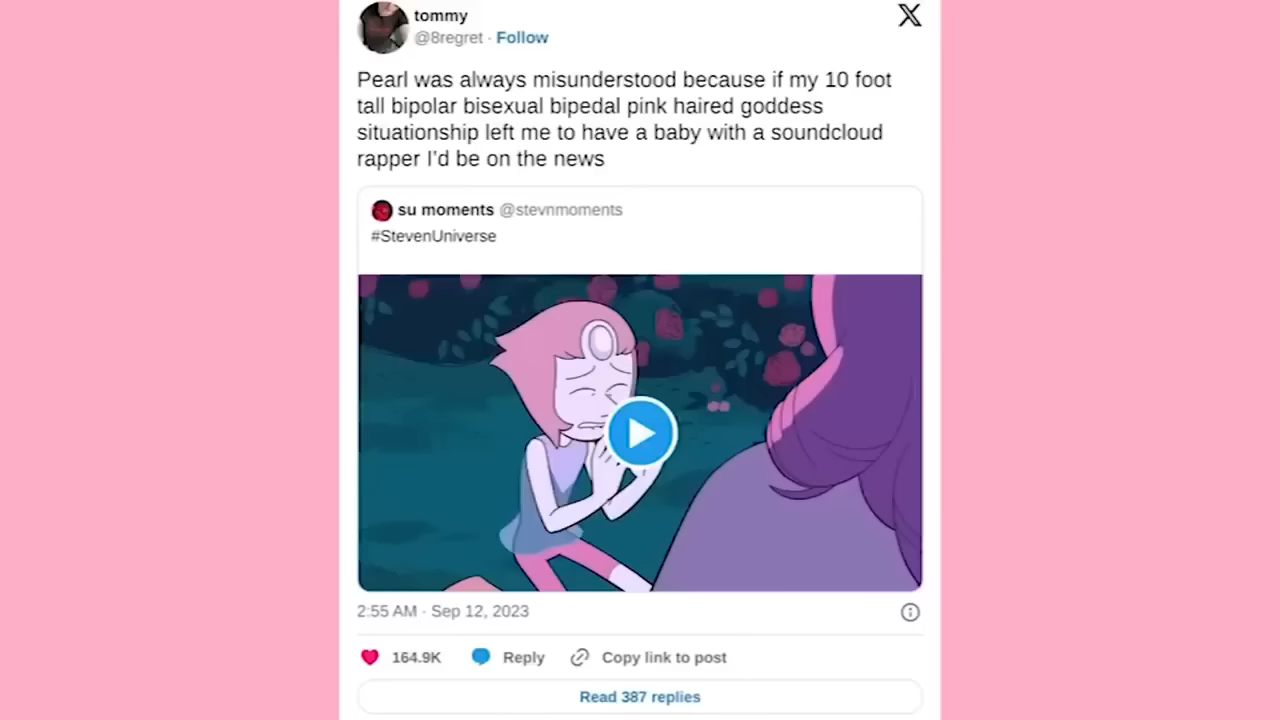 tommy
@8regret · Follow
Pearl was always misunderstood because if my 10 foot
tall bipolar bisexual bipedal pink haired goddess
situationship left me to have a baby with a soundcloud
rapper I'd be on the news
su moments @stevnmoments
#StevenUniverse
2:55 AM · Sep 12, 2023
164.9K Reply Copy link to post
Read 387 replies